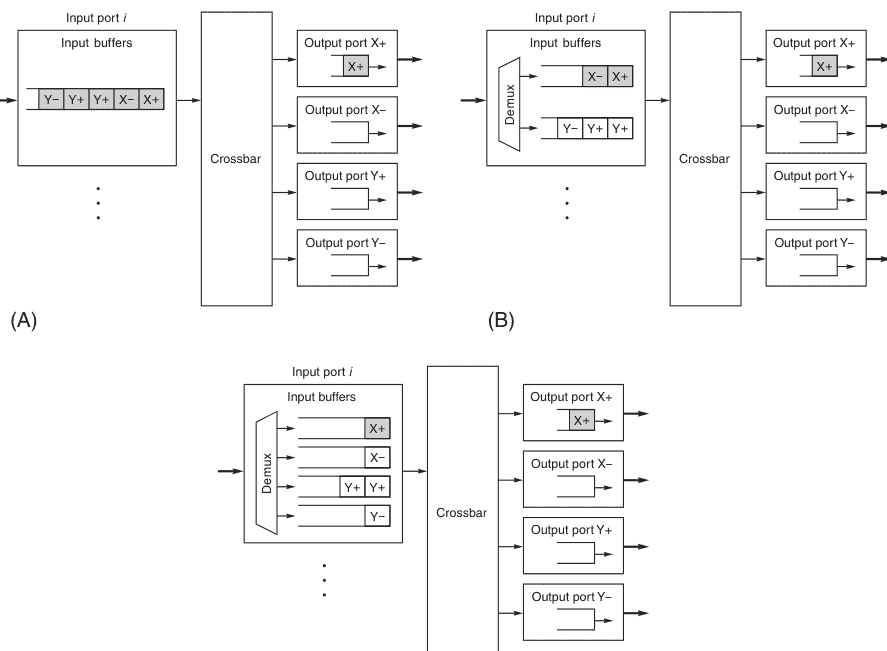 Input port i
Input buffers
Y− Y+ Y+ X− X+
Crossbar
Output port X+
X+
Output port X−
Output port Y+
Output port Y−
(A)
Input port i
Input buffers
Demux
X− X+
Y− Y+ Y+
Crossbar
Output port X+
X+
Output port X−
Output port Y+
Output port Y−
(B)
Input port i
Input buffers
Demux
X+
X−
Y+ Y+
Y−
Crossbar
Output port X+
X+
Output port X−
Output port Y+
Output port Y−